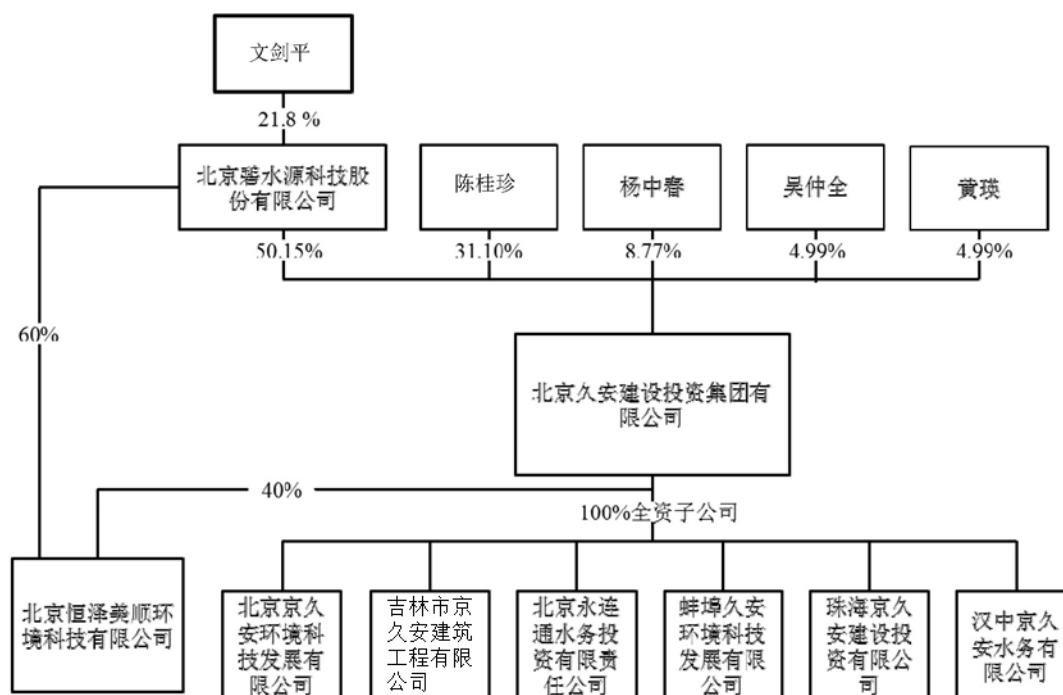 文剑平
21.8 %
北京碧水源科技股
份有限公司
陈桂珍
杨中春
吴仲全
黄瑛
50.15%
31.10%
8.77%
4.99%
4.99%
60%
北京久安建设投资集团有
限公司
40%
100%全资子公司
北京恒泽美顺环
境科技有限公司
北京京久
安环境科
技发展有
限公司
吉林市京
久安建筑
工程有限
公司
北京永连
通水务投
资有限责
任公司
蚌埠久安
环境科技
发展有限
公司
珠海京久
安建设投
资有限公
司
汉中京久
安水务有
限公司